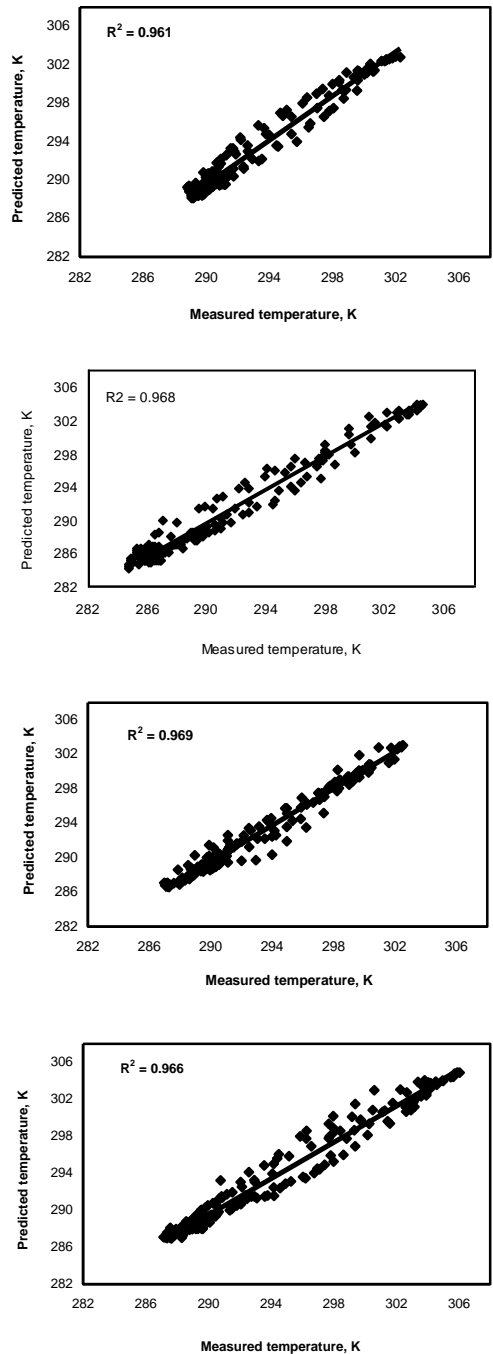 R² = 0.961
306
302
298
294
290
286
282
Predicted temperature, K
282 286 290 294 298 302 306
Measured temperature, K
R2 = 0.968
306
302
298
294
290
286
282
Predicted temperature, K
282 286 290 294 298 302 306
Measured temperature, K
R² = 0.969
306
302
298
294
290
286
282
Predicted temperature, K
282 286 290 294 298 302 306
Measured temperature, K
R² = 0.966
306
302
298
294
290
286
282
Predicted temperature, K
282 286 290 294 298 302 306
Measured temperature, K